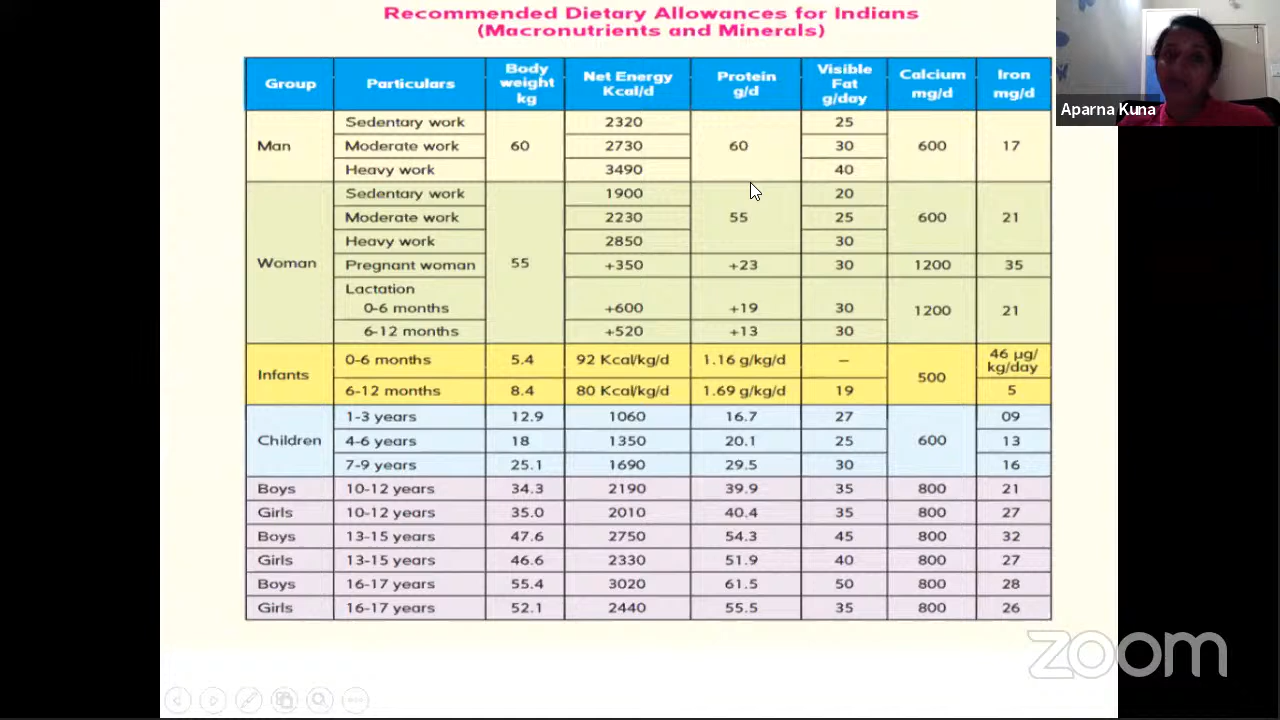 Recommended Dietary Allowances for Indians
(Macronutrients and Minerals)
Aparna Kuna
Group Particulars Body weight kg Net Energy Kcal/d Protein g/d Visible Fat g/day Calcium mg/d Iron mg/d
Man Sedentary work 60 2320 60 25 600 17
Moderate work 2730 30
Heavy work 3490 40
Woman Sedentary work 55 1900 55 20 600 21
Moderate work 2230 25
Heavy work 2850 30
Pregnant woman +350 +23 30 1200 35
Lactation
0-6 months +600 +19 30 1200 21
6-12 months +520 +13 30
Infants 0-6 months 5.4 92 Kcal/kg/d 1.16 g/kg/d – 500 46 µg/kg/day
6-12 months 8.4 80 Kcal/kg/d 1.69 g/kg/d 19 5
Children 1-3 years 12.9 1060 16.7 27 600 09
4-6 years 18 1350 20.1 25 13
7-9 years 25.1 1690 29.5 30 16
Boys 10-12 years 34.3 2190 39.9 35 800 21
Girls 10-12 years 35.0 2010 40.4 35 800 27
Boys 13-15 years 47.6 2750 54.3 45 800 32
Girls 13-15 years 46.6 2330 51.9 40 800 27
Boys 16-17 years 55.4 3020 61.5 50 800 28
Girls 16-17 years 52.1 2440 55.5 35 800 26
zoom